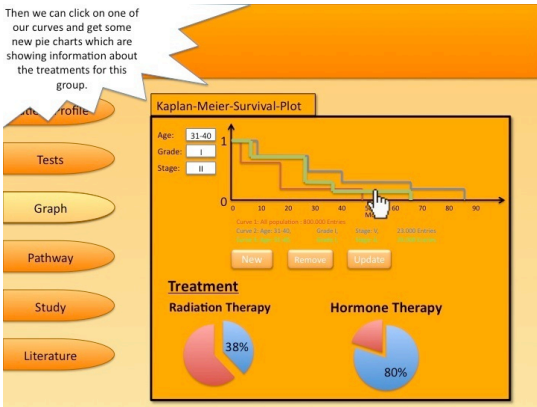 Then we can click on one of
our curves and get some
new pie charts which are
showing information about
the treatments for this
group.
Profile
Tests
Graph
Pathway
Study
Literature
Kaplan-Meier-Survival-Plot
Age: 31-40
Grade: I
Stage: II
1
0
0 10 20 30 40 60 70 80 90
Curve 1: All population - 800.000 Entries
Curve 2: Age: 31-40, Grade I, Stage: II, 23.000 Entries
New Remove Update
Treatment
Radiation Therapy Hormone Therapy
38%
80%